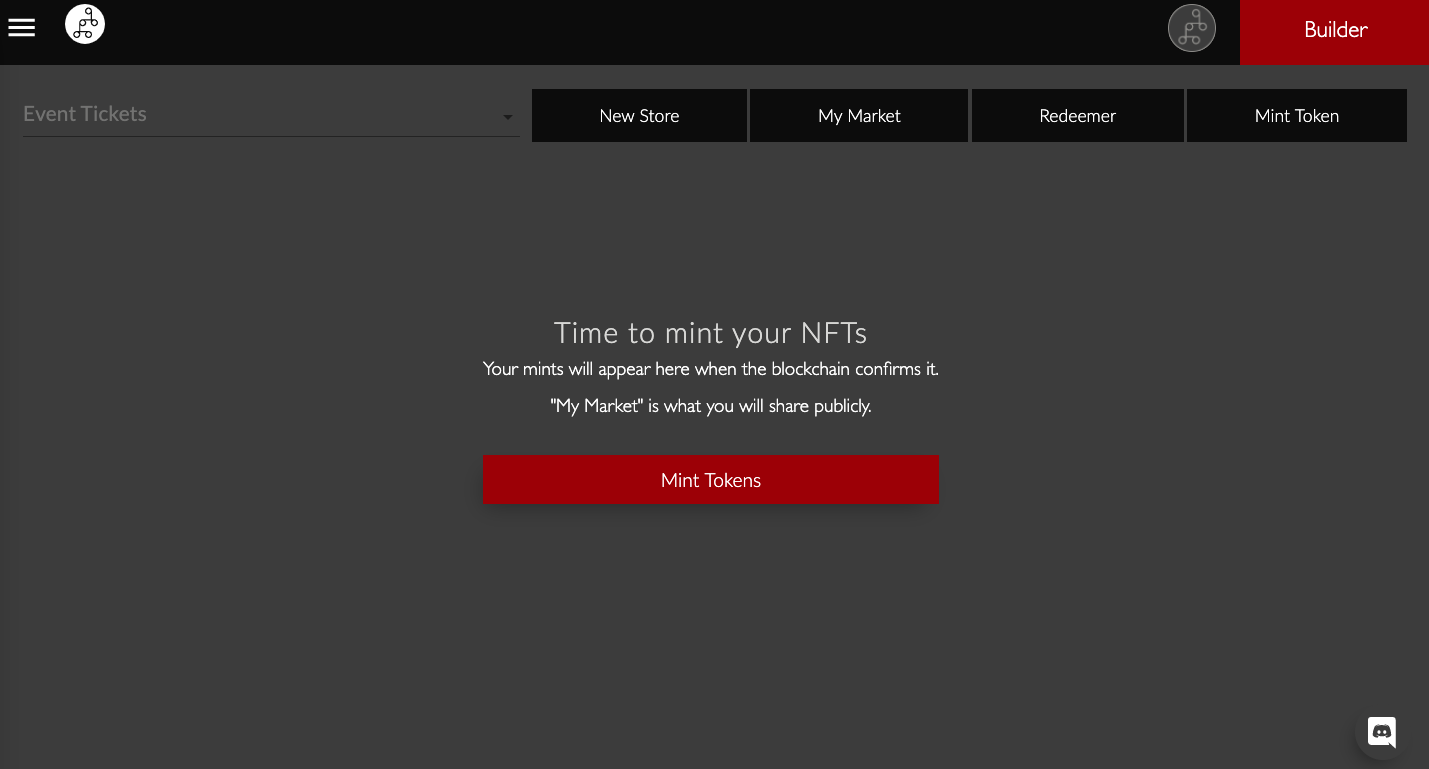 Builder
Event Tickets
New Store
My Market
Redeemer
Mint Token
Time to mint your NFTs
Your mints will appear here when the blockchain confirms it.
"My Market" is what you will share publicly.
Mint Tokens